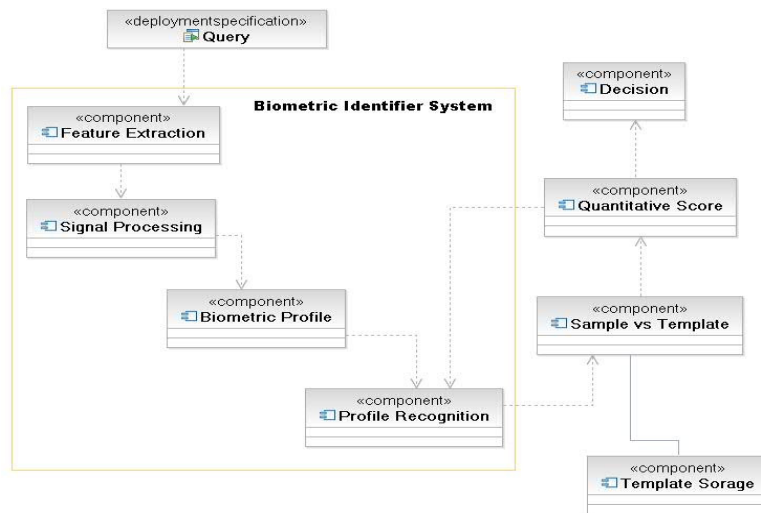 «deploymentspecification»
Query
Biometric Identifier System
«component»
Feature Extraction
«component»
Signal Processing
«component»
Biometric Profile
«component»
Profile Recognition
«component»
Decision
«component»
Quantitative Score
«component»
Sample vs Template
«component»
Template Sorage